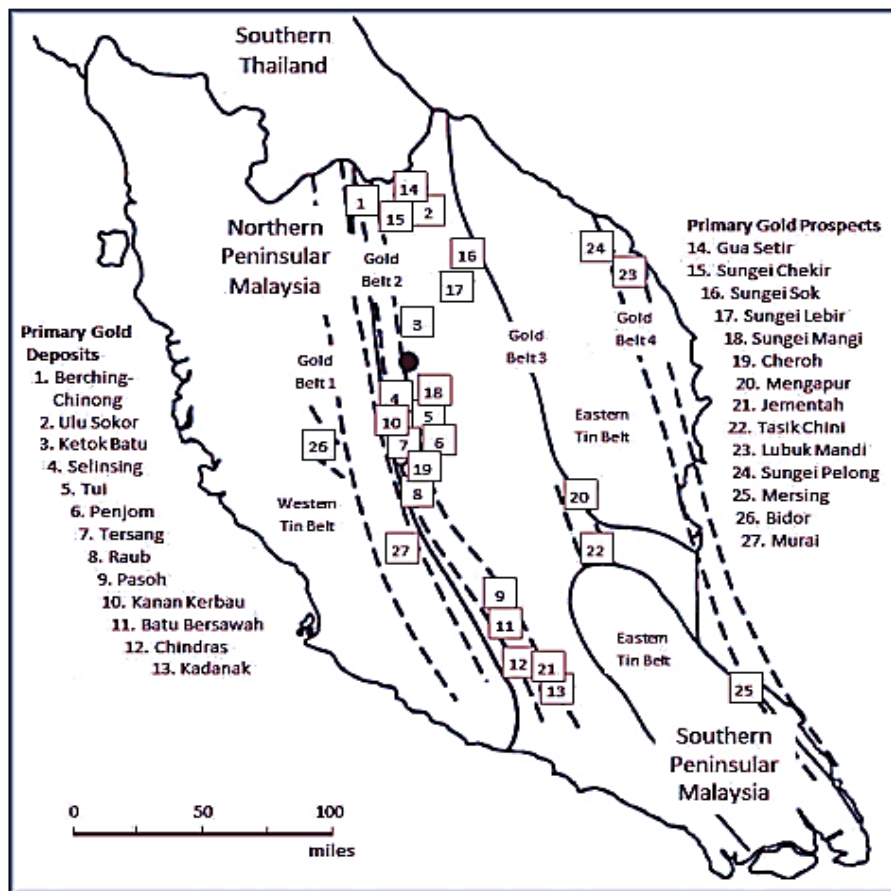 Southern
Thailand
Northern
Peninsular
Malaysia
Gold
Belt 2
Gold
Belt 1
Gold
Belt 3
Gold
Belt 4
Western
Tin Belt
Eastern
Tin Belt
Eastern
Tin Belt
Southern
Peninsular
Malaysia
14
1
15
2
16
17
24
23
3
4
18
10
5
7
6
26
19
8
20
27
22
9
11
12
21
13
25
Primary Gold
Deposits
1. Berching-
Chinong
2. Ulu Sokor
3. Ketok Batu
4. Selinsing
5. Tui
6. Penjom
7. Tersang
8. Raub
9. Pasoh
10. Kanan Kerbau
11. Batu Bersawah
12. Chindras
13. Kadanak
Primary Gold Prospects
14. Gua Setir
15. Sungei Chekir
16. Sungei Sok
17. Sungei Lebir
18. Sungei Mangi
19. Cheroh
20. Mengapur
21. Jementah
22. Tasik Chini
23. Lubuk Mandi
24. Sungei Pelong
25. Mersing
26. Bidor
27. Murai
0 50 100
miles